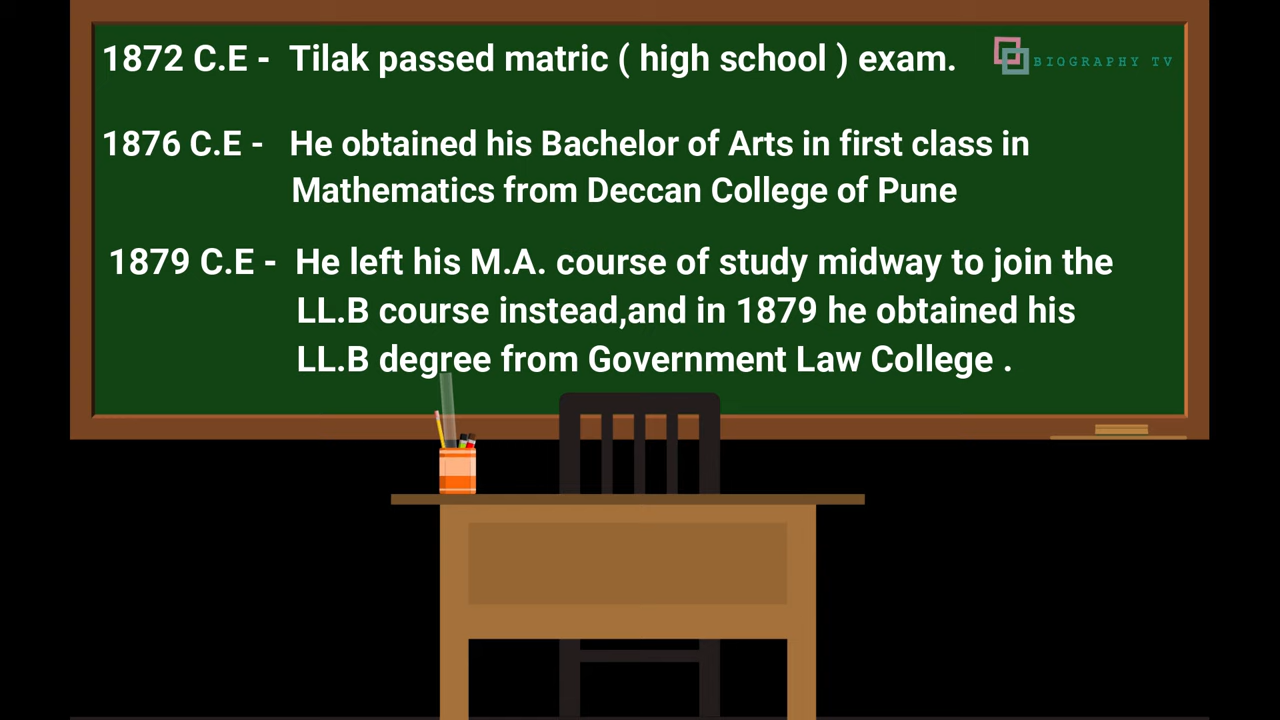 1872 C.E - Tilak passed matric ( high school ) exam.
BIOGRAPHY TV
1876 C.E - He obtained his Bachelor of Arts in first class in
Mathematics from Deccan College of Pune
1879 C.E - He left his M.A. course of study midway to join the
LL.B course instead,and in 1879 he obtained his
LL.B degree from Government Law College .